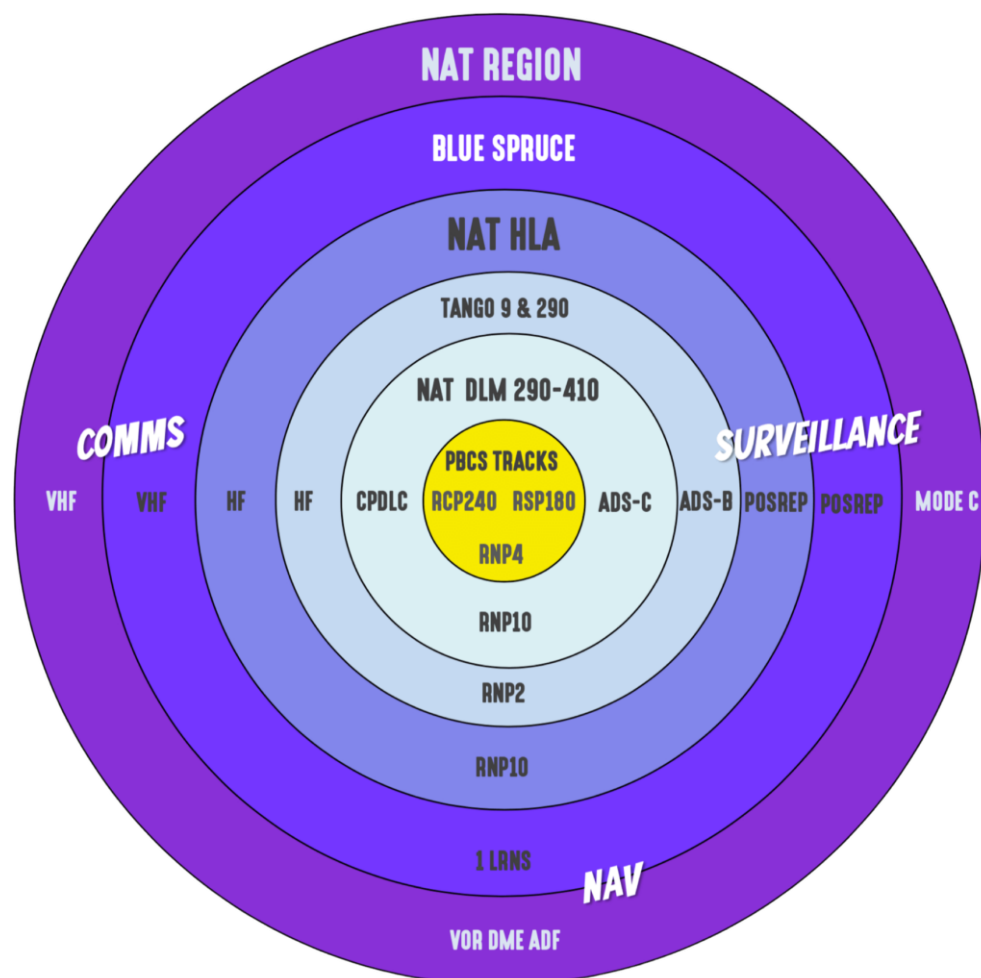 NAT REGION
BLUE SPRUCE
NAT HLA
TANGO 9 & 290
NAT DLM 290-410
COMMS
SURVEILLANCE
PBCS TRACKS
VHF VHF HF HF CPDLC RCP240 RSP180 ADS-C ADS-B POSREP POSREP MODE C
RNP4
RNP10
RNP2
RNP10
1 LRNS
NAV
VOR DME ADF